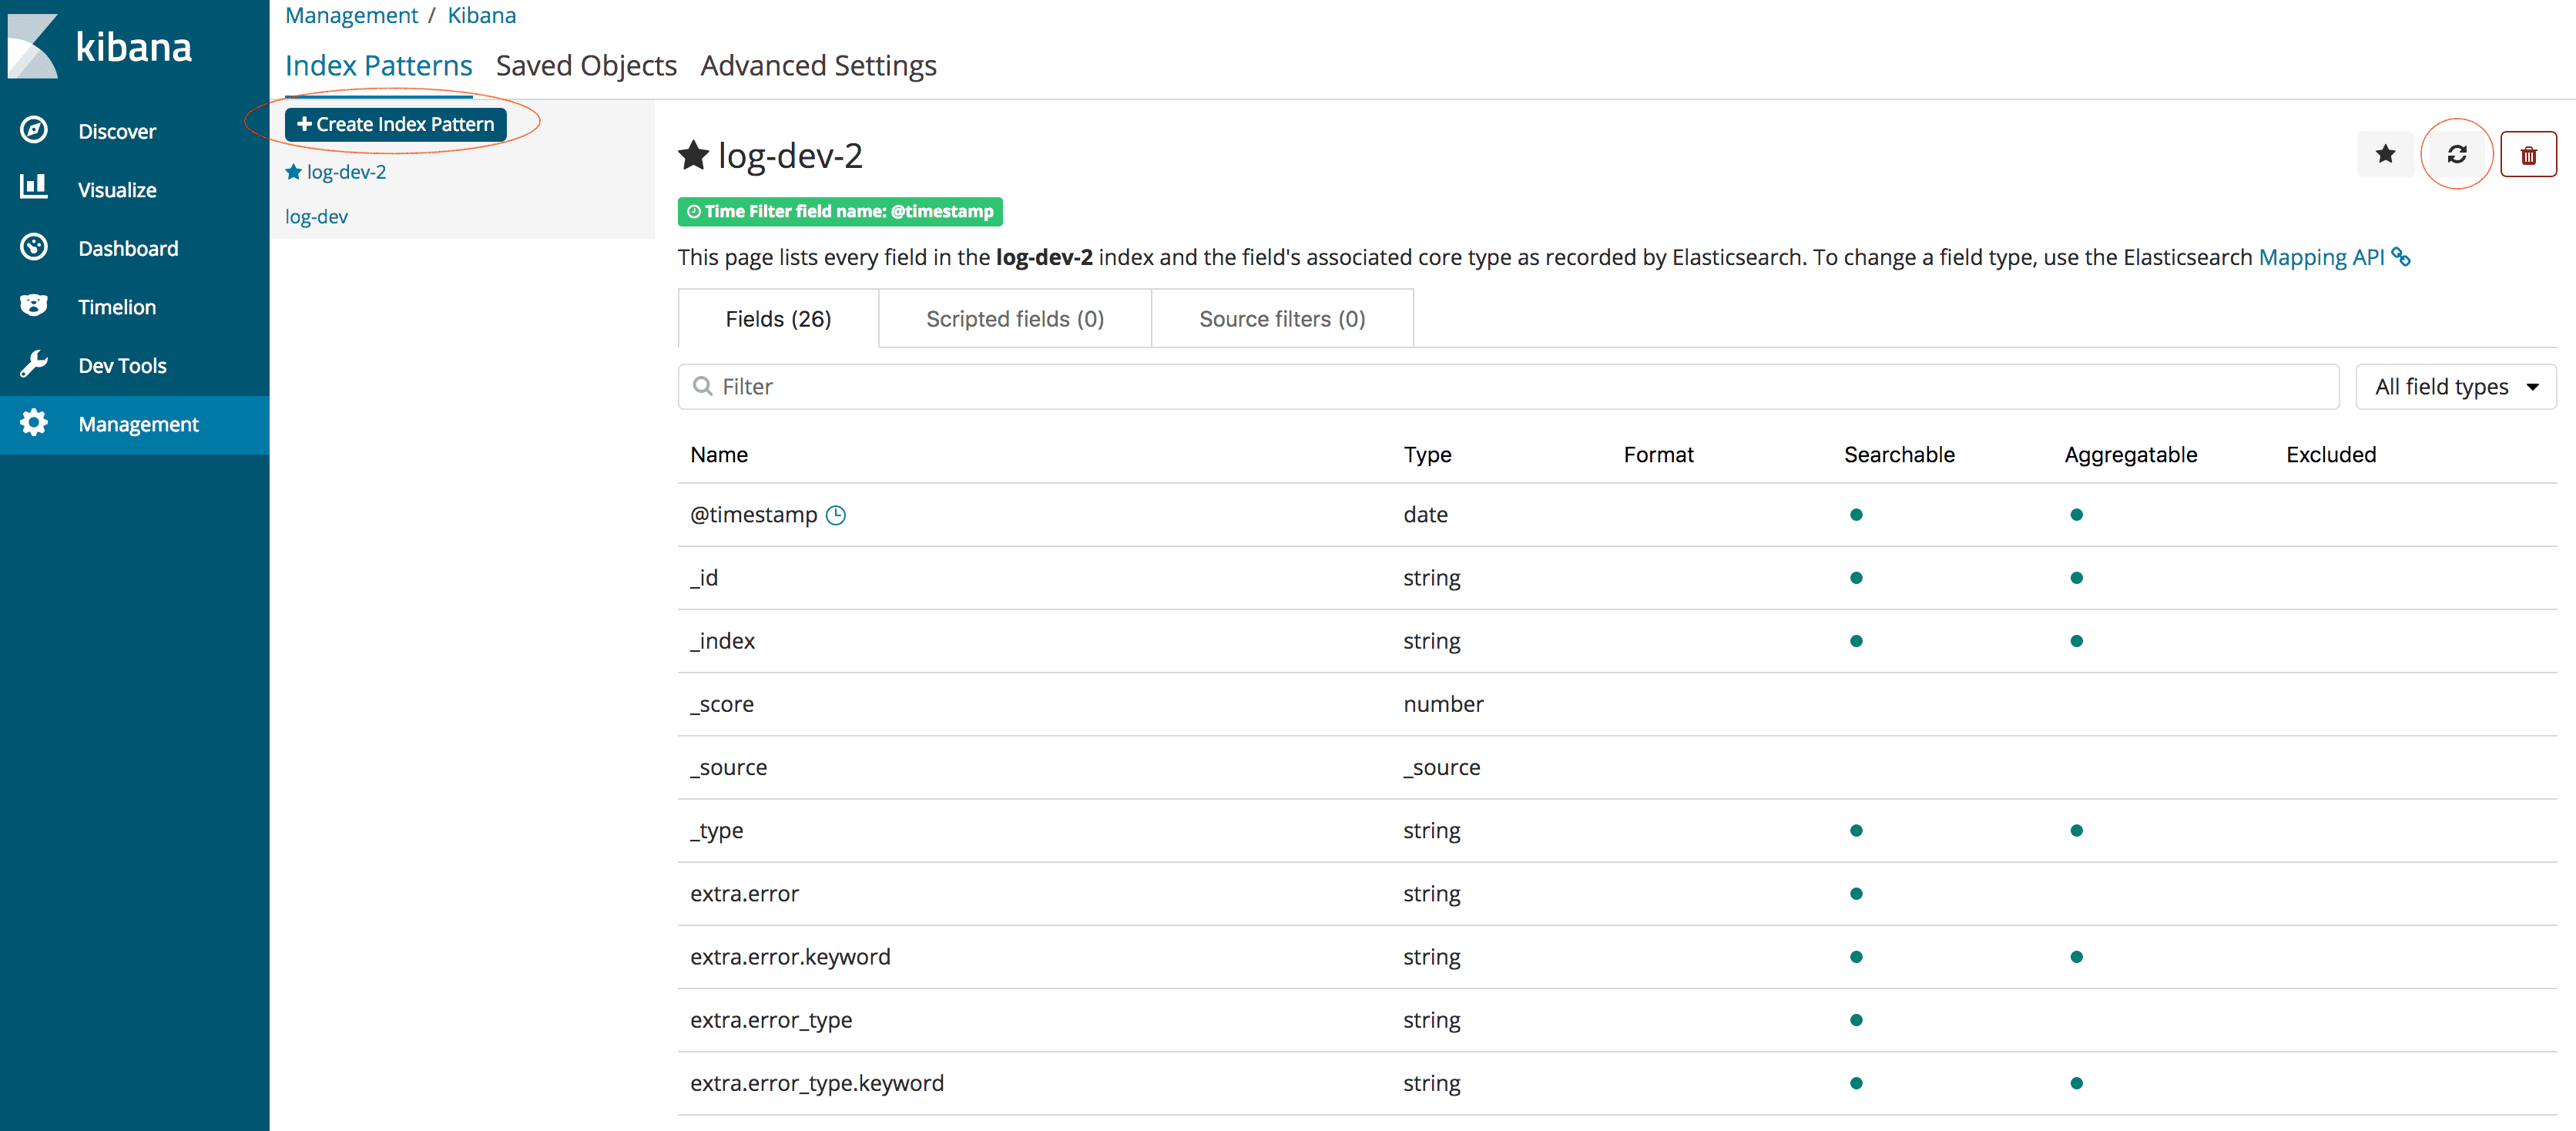 kibana
Discover
Visualize
Dashboard
Timelion
Dev Tools
Management
Management / Kibana
Index Patterns Saved Objects Advanced Settings
Create Index Pattern
log-dev-2
log-dev
log-dev-2
Time Filter field name: @timestamp
This page lists every field in the log-dev-2 index and the field's associated core type as recorded by Elasticsearch. To change a field type, use the Elasticsearch Mapping API
Fields (26) Scripted fields (0) Source filters (0)
Filter All field types
Name Type Format Searchable Aggregatable Excluded
@timestamp date
_id string
_index string
_score number
_source _source
_type string
extra.error string
extra.error.keyword string
extra.error_type string
extra.error_type.keyword string